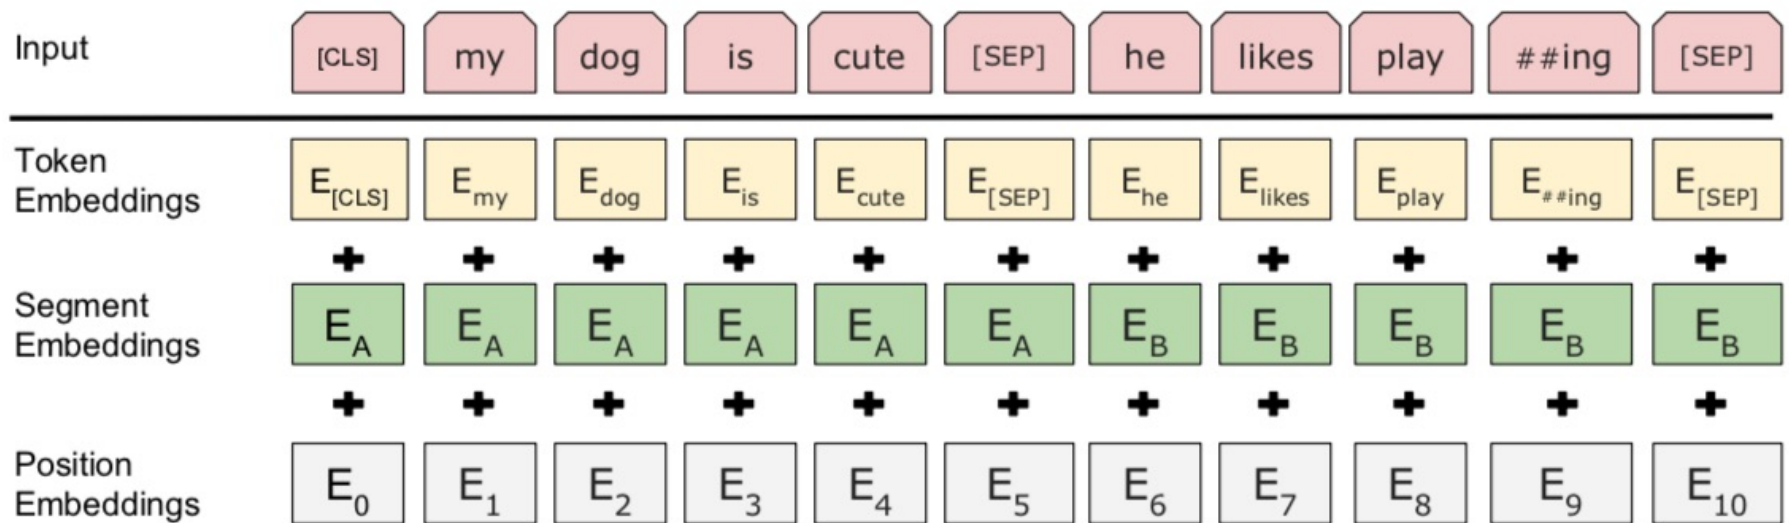 Input [CLS] my dog is cute [SEP] he likes play ##ing [SEP]
Token
Embeddings E[CLS] Emy Edog Eis Ecute E[SEP] Ehe Elikes Eplay E##ing E[SEP]
+ + + + + + + + + + +
Segment
Embeddings EA EA EA EA EA EA EB EB EB EB EB
+ + + + + + + + + + +
Position
Embeddings E0 E1 E2 E3 E4 E5 E6 E7 E8 E9 E10